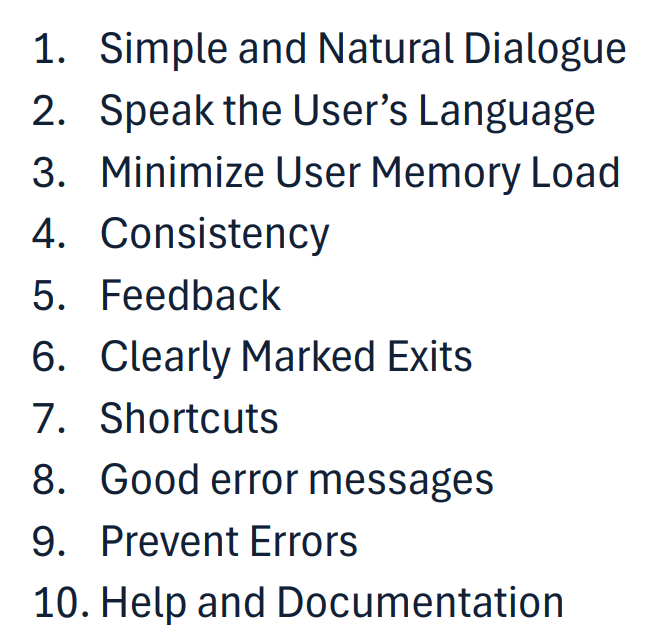 1. Simple and Natural Dialogue
2. Speak the User’s Language
3. Minimize User Memory Load
4. Consistency
5. Feedback
6. Clearly Marked Exits
7. Shortcuts
8. Good error messages
9. Prevent Errors
10. Help and Documentation